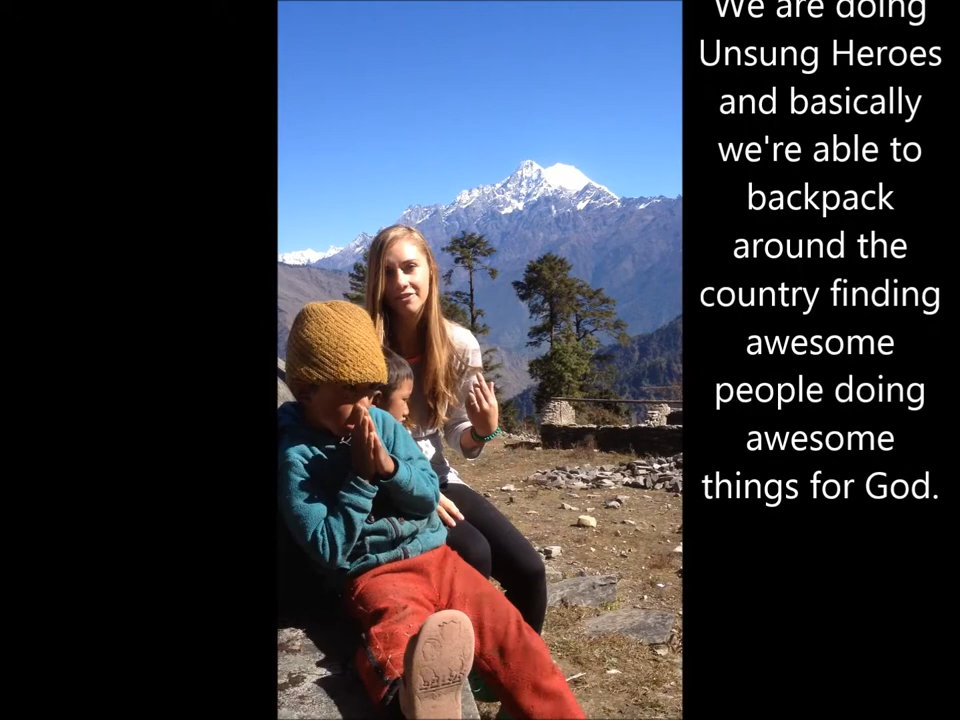 We are doing
Unsung Heroes
and basically
we're able to
backpack
around the
country finding
awesome
people doing
awesome
things for God.